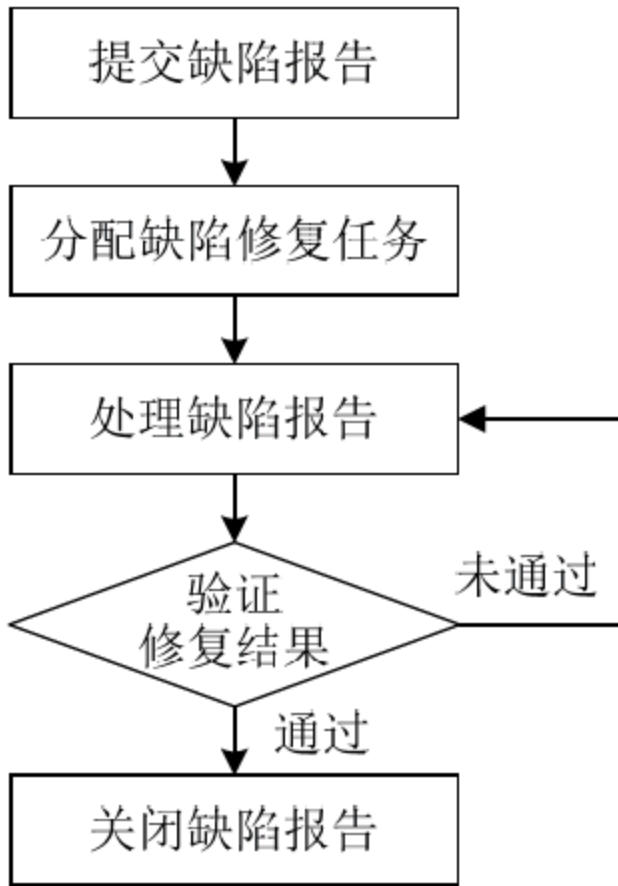 提交缺陷报告
分配缺陷修复任务
处理缺陷报告
验证
修复结果
未通过
通过
关闭缺陷报告